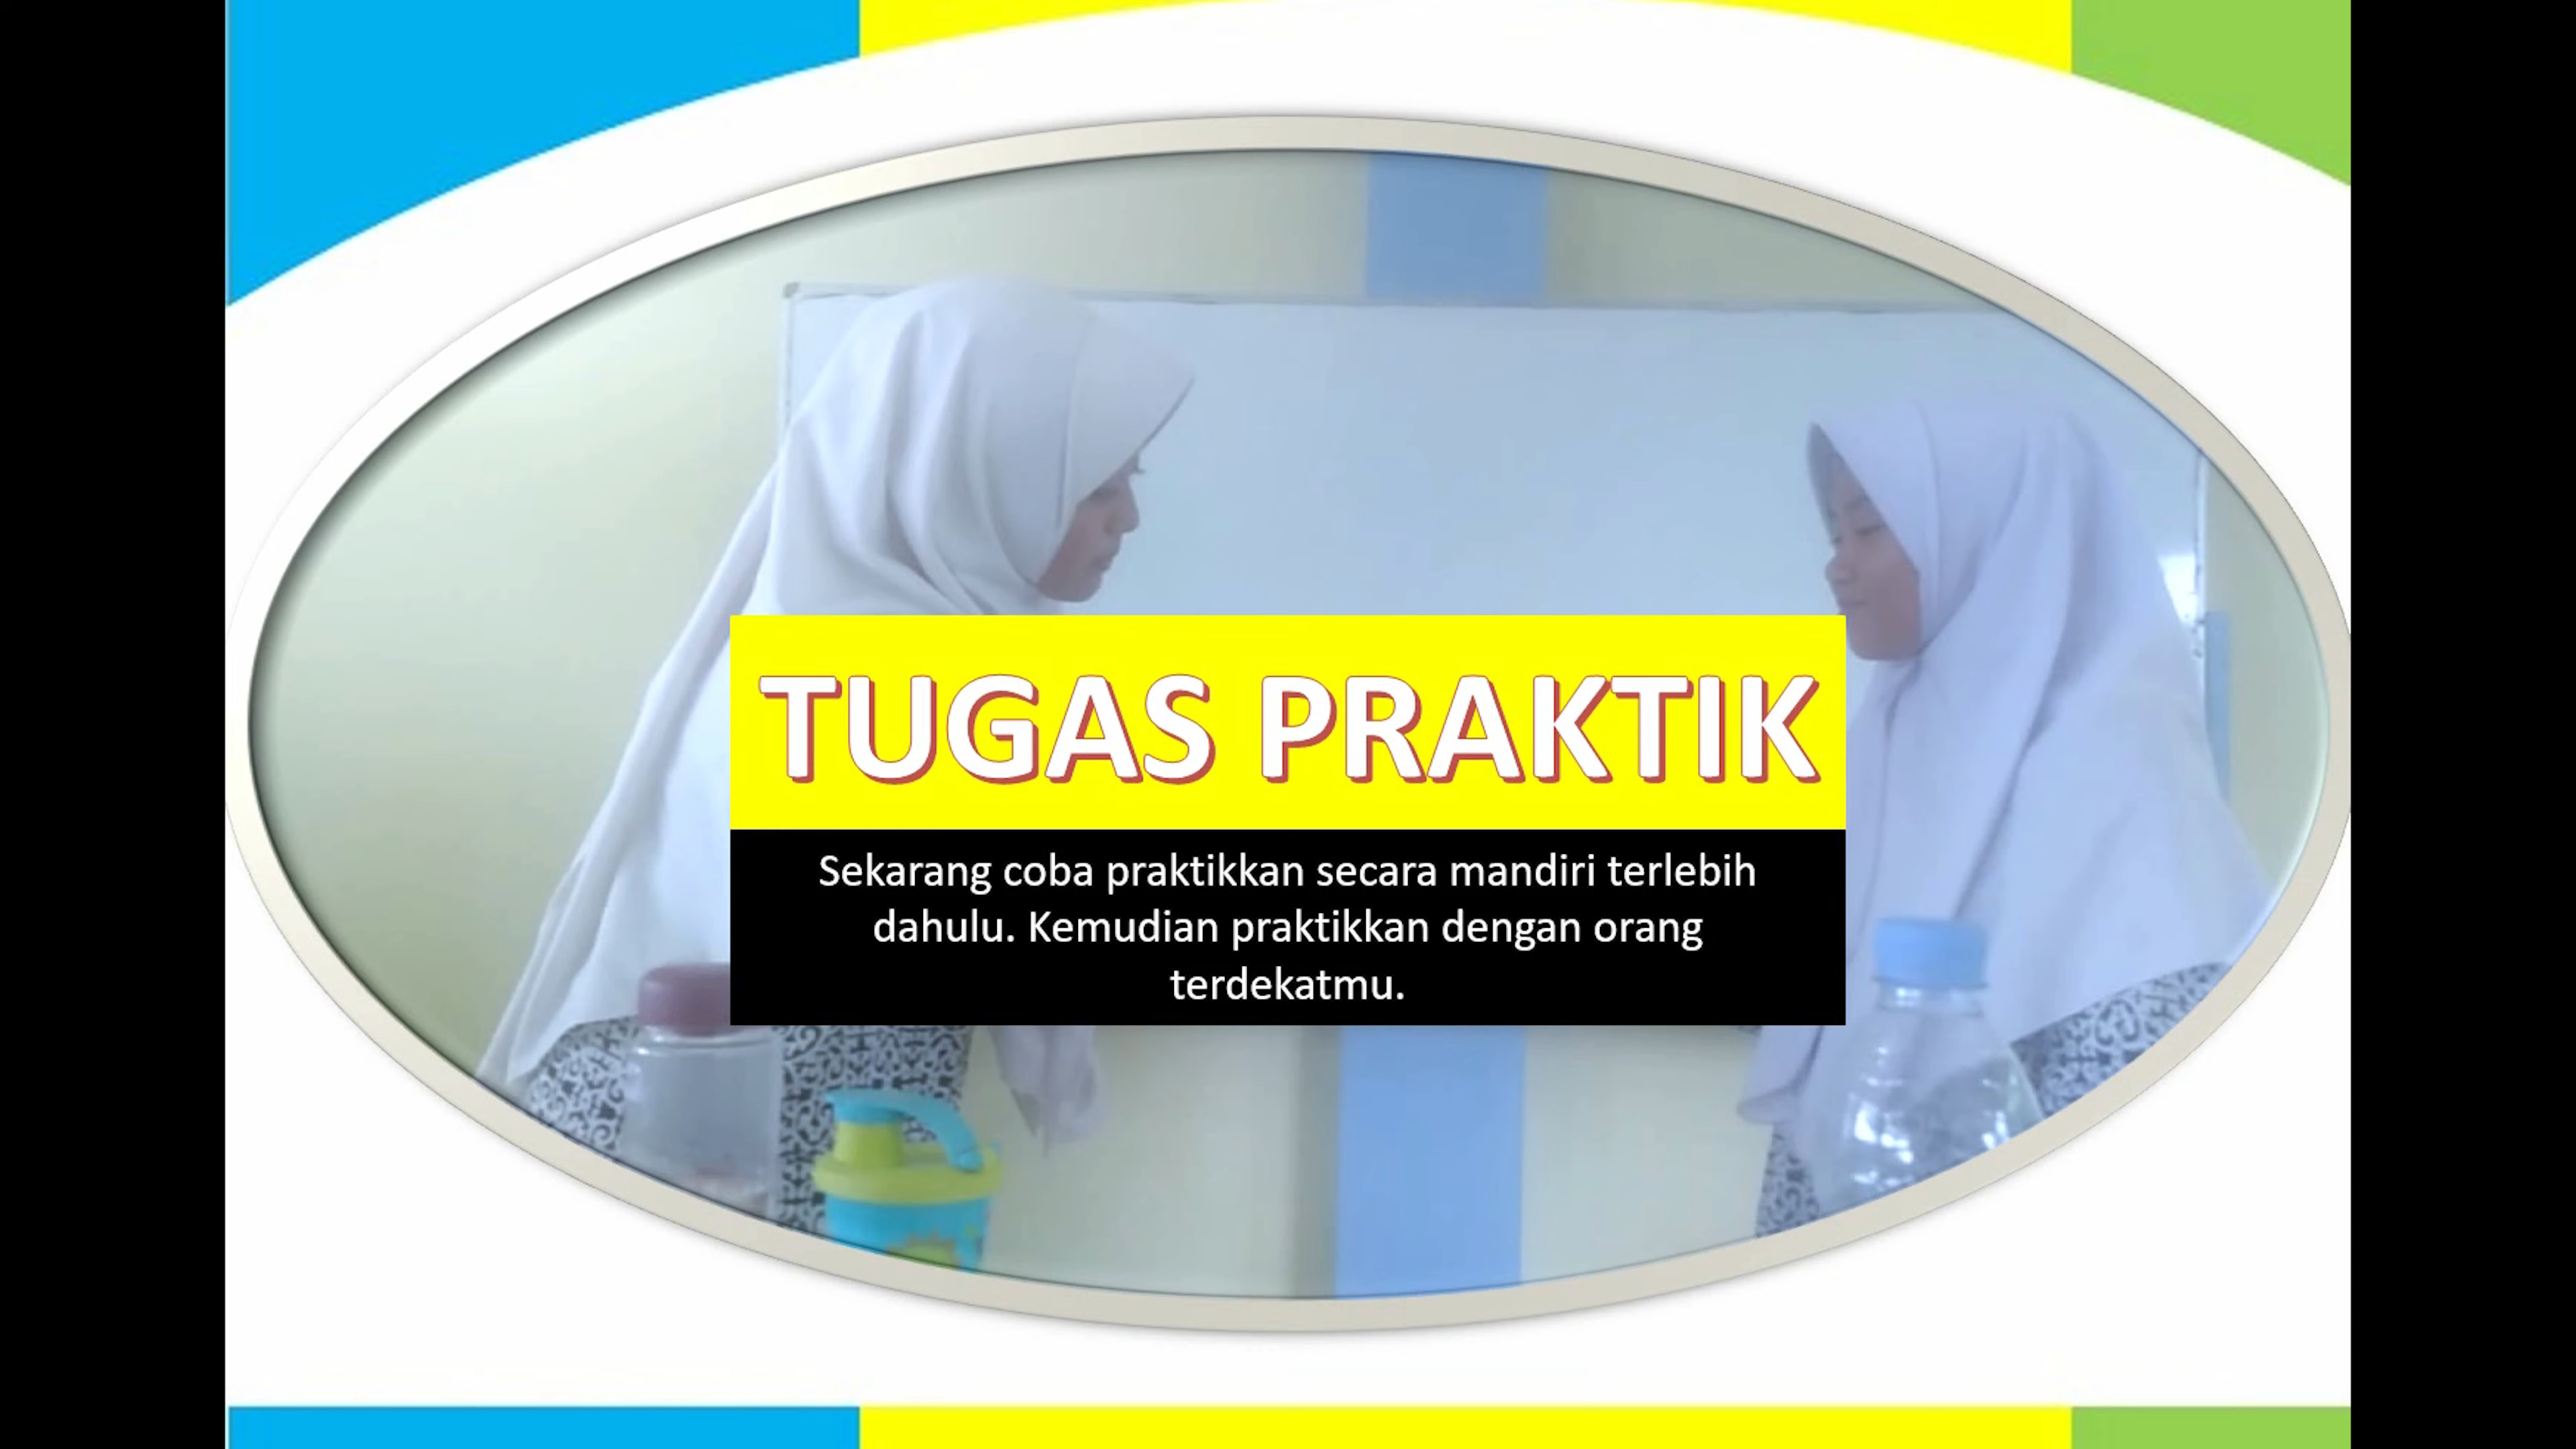 TUGAS PRAKTIK
Sekarang coba praktikkan secara mandiri terlebih
dahulu. Kemudian praktikkan dengan orang
terdekatmu.